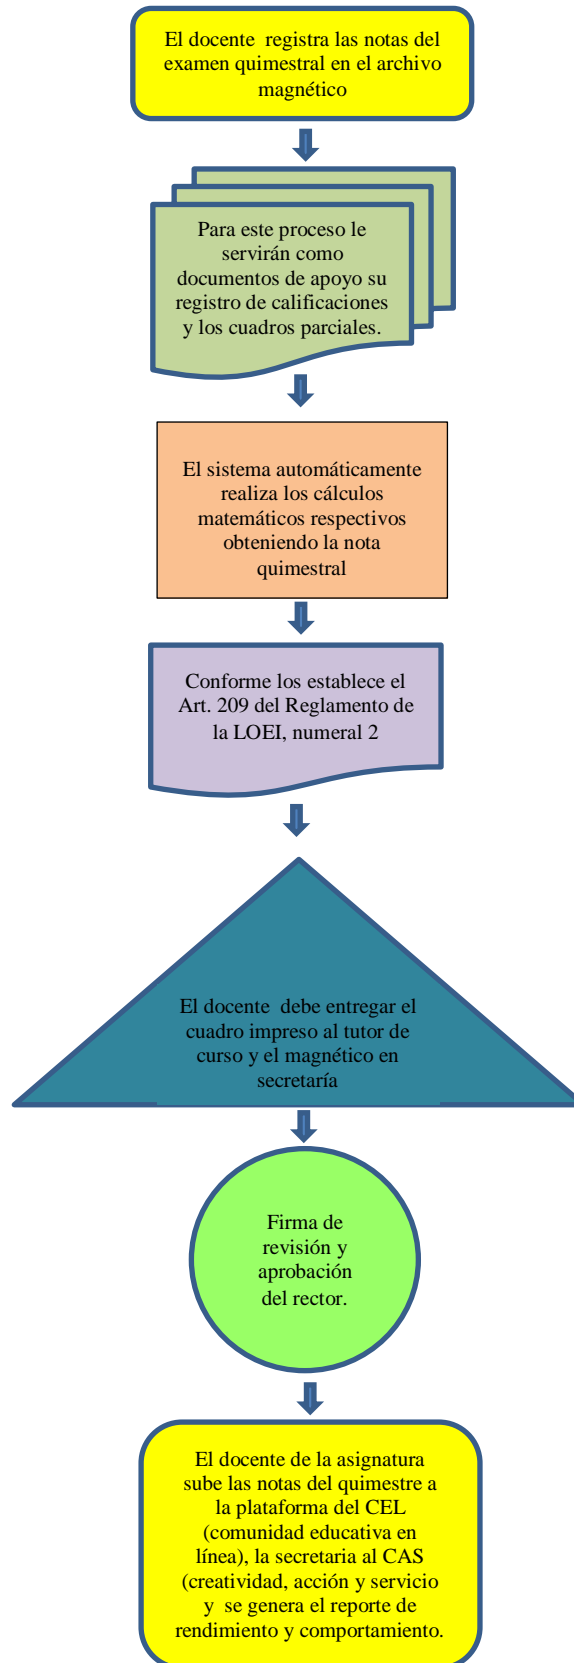 El docente registra las notas del
examen quimestral en el archivo
magnético
Para este proceso le
servirán como
documentos de apoyo su
registro de calificaciones
y los cuadros parciales.
El sistema automáticamente
realiza los cálculos
matemáticos respectivos
obteniendo la nota
quimestral
Conforme los establece el
Art. 209 del Reglamento de
la LOEI, numeral 2
El docente debe entregar el
cuadro impreso al tutor de
curso y el magnético en
secretaría
Firma de
revisión y
aprobación
del rector.
El docente de la asignatura
sube las notas del quimestre a
la plataforma del CEL
(comunidad educativa en
línea), la secretaria al CAS
(creatividad, acción y servicio
y se genera el reporte de
rendimiento y comportamiento.